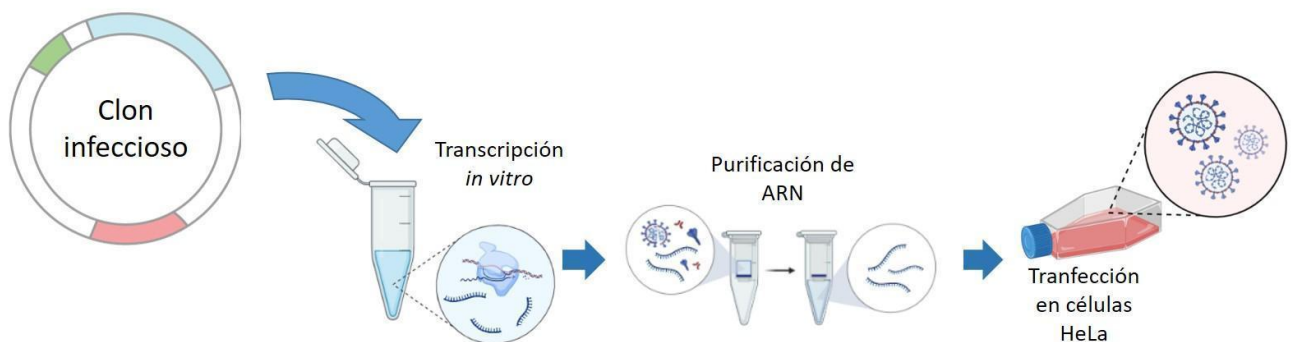 Clon
infeccioso
Transcripción
in vitro
Purificación de
ARN
Tranfección
en células
HeLa